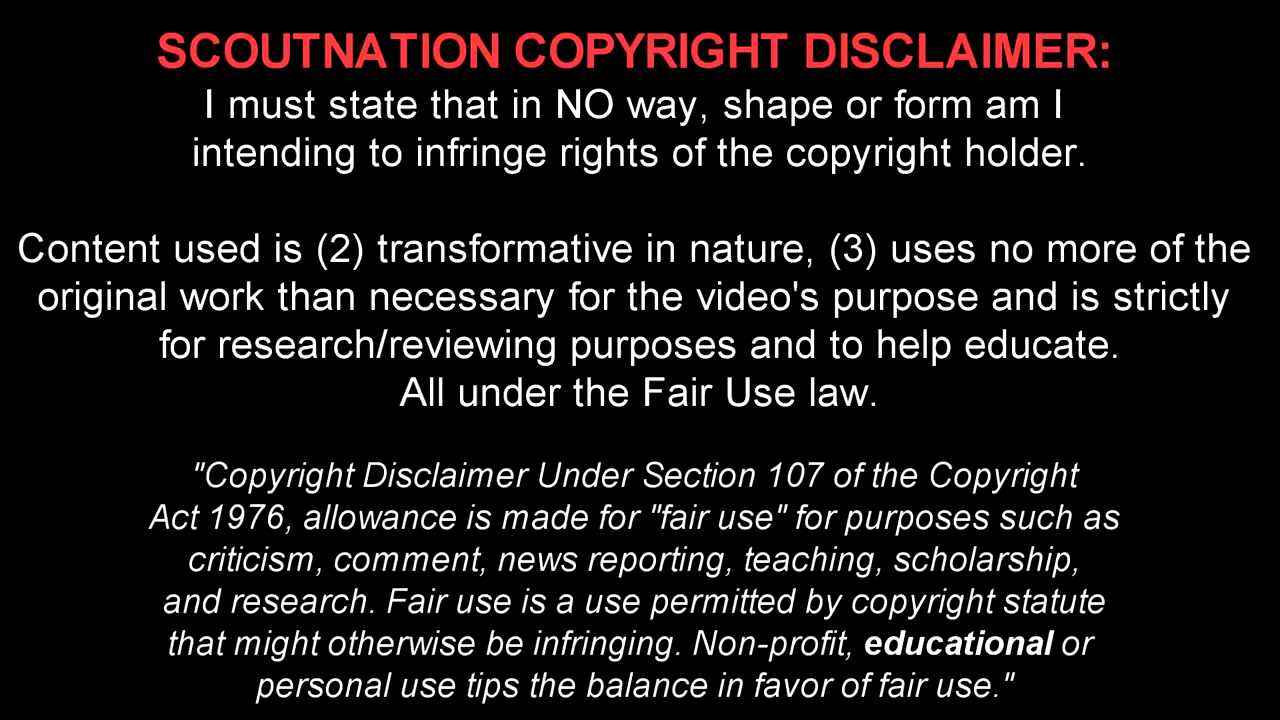 SCOUTNATION COPYRIGHT DISCLAIMER:
I must state that in NO way, shape or form am I
intending to infringe rights of the copyright holder.
Content used is (2) transformative in nature, (3) uses no more of the
original work than necessary for the video's purpose and is strictly
for research/reviewing purposes and to help educate.
All under the Fair Use law.
"Copyright Disclaimer Under Section 107 of the Copyright
Act 1976, allowance is made for "fair use" for purposes such as
criticism, comment, news reporting, teaching, scholarship,
and research. Fair use is a use permitted by copyright statute
that might otherwise be infringing. Non-profit, educational or
personal use tips the balance in favor of fair use."